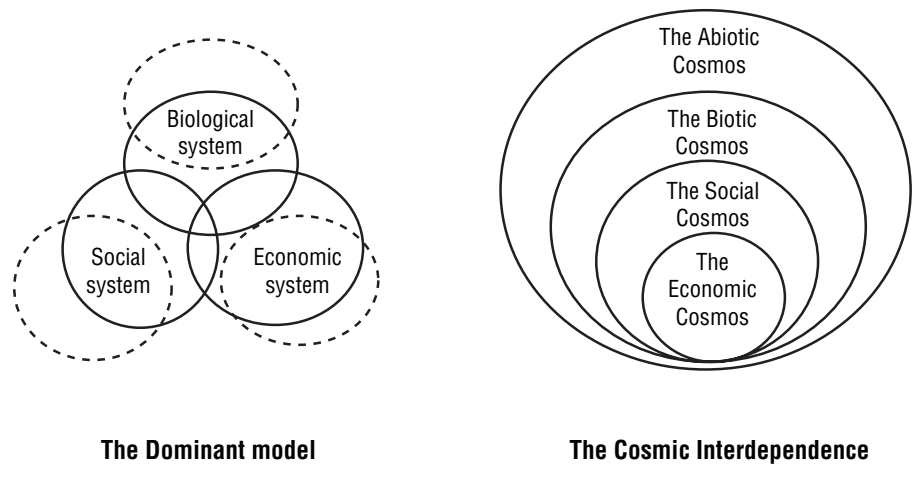 Biological
system
Social
system
Economic
system
The Dominant model
The Abiotic
Cosmos
The Biotic
Cosmos
The Social
Cosmos
The
Economic
Cosmos
The Cosmic Interdependence